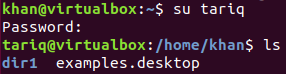 khan@virtualbox:~$ su tariq
Password:
tariq@virtualbox:/home/khan$ ls
dir1  examples.desktop